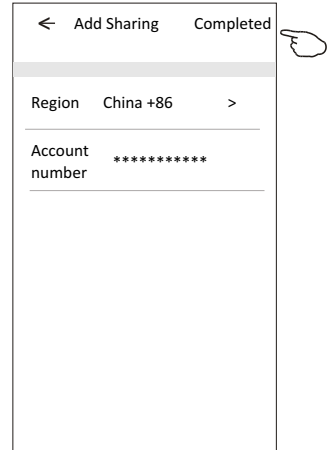 ← Add Sharing Completed
Region China +86 >
Account
number ***********